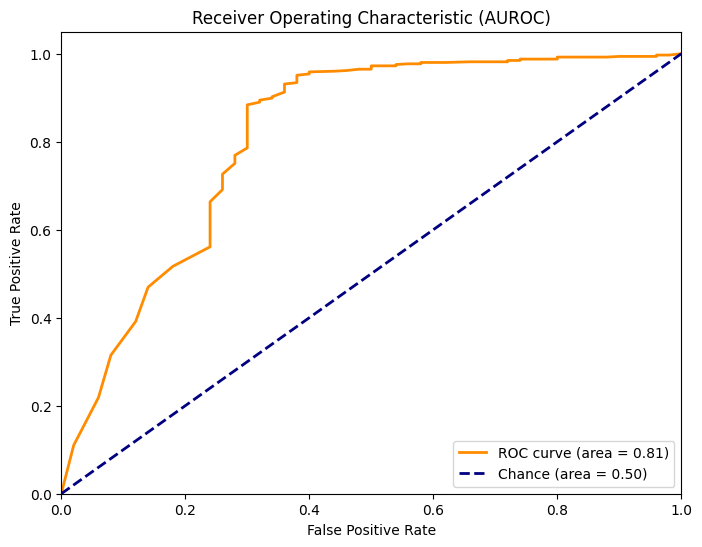 Receiver Operating Characteristic (AUROC)
1.0
0.8
0.6
0.4
0.2
0.0
True Positive Rate
ROC curve (area = 0.81)
Chance (area = 0.50)
0.0 0.2 0.4 0.6 0.8 1.0
False Positive Rate